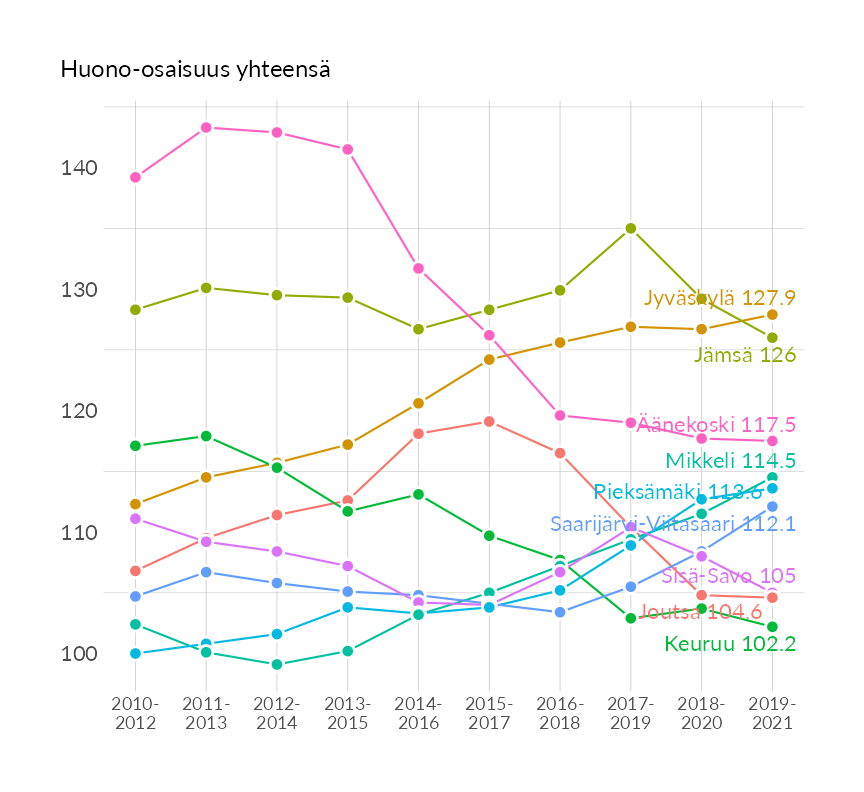 Huono-osaisuus yhteensä
140
130
120
110
100
Jyväskylä 127.9
Jämsä 126
Äänekoski 117.5
Mikkeli 114.5
Pieksämäki 113.6
Saarijärvi-Viitasaari 112.1
Sisä-Savo 105
Joutsa 104.6
Keuruu 102.2
2010- 2011- 2012- 2013- 2014- 2015- 2016- 2017- 2018- 2019-
2012 2013 2014 2015 2016 2017 2018 2019 2020 2021